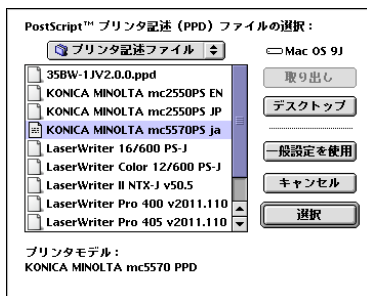 PostScript™ プリンタ記述（PPD）ファイルの選択：
プリンタ記述ファイル
Mac OS 9J
35BW-1JV2.0.0.ppd
KONICA MINOLTA mc2550PS EN
KONICA MINOLTA mc2550PS JP
KONICA MINOLTA mc5570PS ja
LaserWriter 16/600 PS-J
LaserWriter Color 12/600 PS-J
LaserWriter II NTX-J v50.5
LaserWriter Pro 400 v2011.110
LaserWriter Pro 405 v2011.110
取り出し
デスクトップ
一般設定を使用
キャンセル
選択
プリンタモデル：
KONICA MINOLTA mc5570 PPD